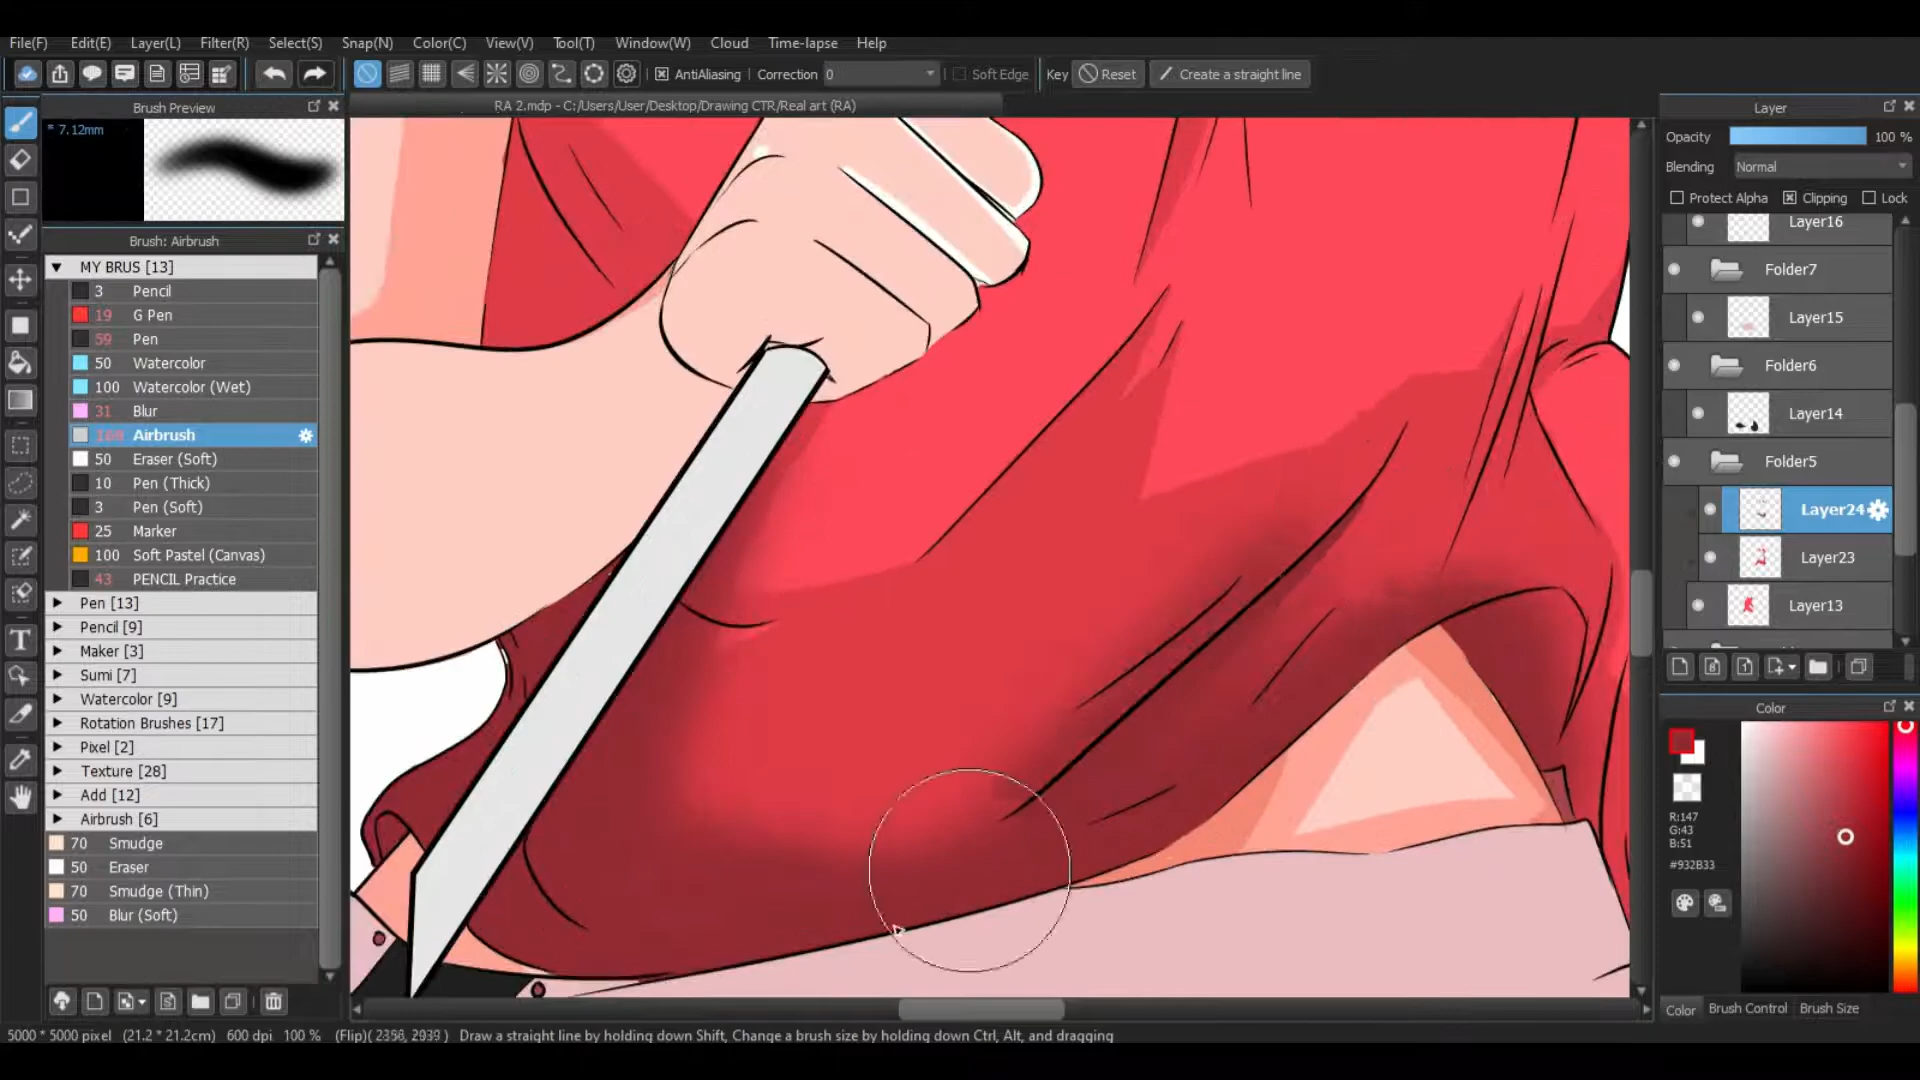 File(F) Edit(E) Layer(L) Filter(R) Select(S) Snap(N) Color(C) View(V) Tool(T) Window(W) Cloud Time-lapse Help
AntiAliasing Correction 0 Soft Edge Key Reset Create a straight line
Brush Preview
* 7.12mm
RA 2.mdp - C:/Users/User/Desktop/Drawing CTR/Real art (RA)
Brush: Airbrush
MY BRUS [13]
3 Pencil
19 G Pen
59 Pen
50 Watercolor
100 Watercolor (Wet)
31 Blur
168 Airbrush
50 Eraser (Soft)
10 Pen (Thick)
3 Pen (Soft)
25 Marker
100 Soft Pastel (Canvas)
43 PENCIL Practice
Pen [13]
Pencil [9]
Maker [3]
Sumi [7]
Watercolor [9]
Rotation Brushes [17]
Pixel [2]
Texture [28]
Add [12]
Airbrush [6]
70 Smudge
50 Eraser
70 Smudge (Thin)
50 Blur (Soft)
Layer
Opacity 100 %
Blending Normal
Protect Alpha Clipping Lock
Layer16
Folder7
Layer15
Folder6
Layer14
Folder5
Layer24
Layer23
Layer13
Color
R:147
G:43
B:51
#932B33
Color Brush Control Brush Size
5000 * 5000 pixel (21.2 * 21.2cm) 600 dpi 100 % (Flip) Draw a straight line by holding down Shift, Change a brush size by holding down Ctrl, Alt, and dragging